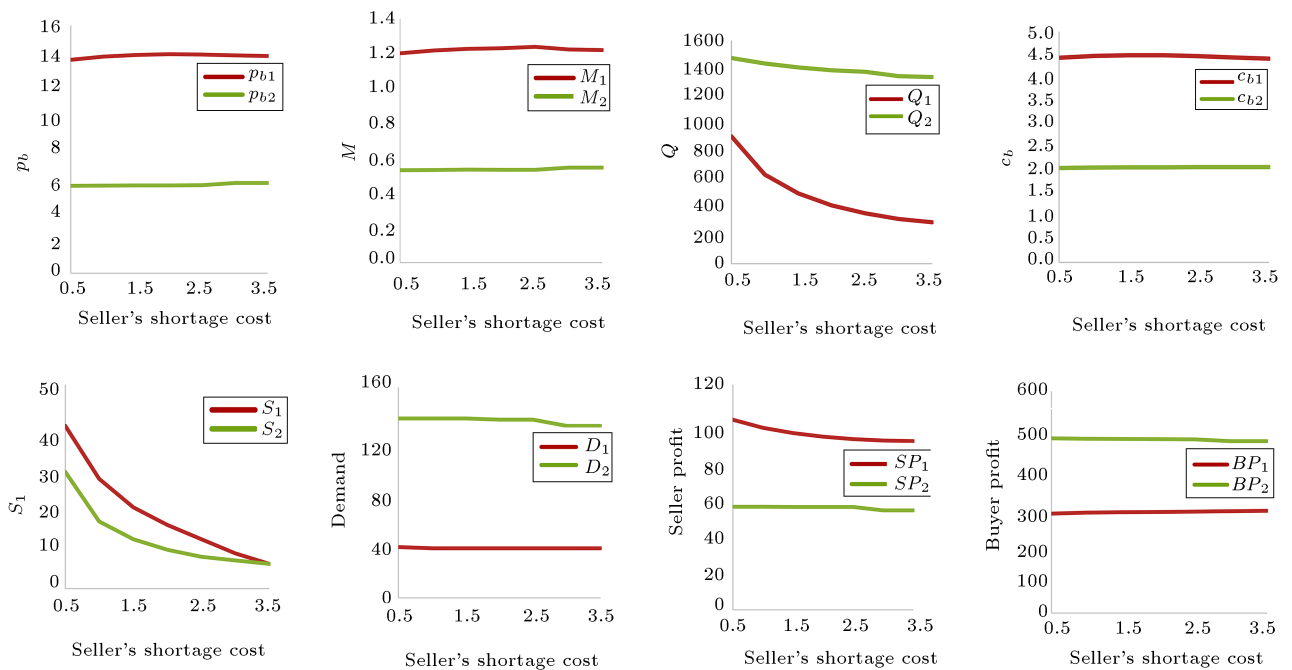 16
14
12
10
8
6
4
2
0
p_b
p_b1
p_b2
0.5 1.5 2.5 3.5
Seller's shortage cost
1.4
1.2
1.0
0.8
0.6
0.4
0.2
0.0
M
M_1
M_2
0.5 1.5 2.5 3.5
Seller's shortage cost
1600
1400
1200
1000
800
600
400
200
0
Q
Q_1
Q_2
0.5 1.5 2.5 3.5
Seller's shortage cost
5.0
4.5
4.0
3.5
3.0
2.5
2.0
1.5
1.0
4.5
0.0
c_b
c_b1
c_b2
0.5 1.5 2.5 3.5
Seller's shortage cost
50
40
30
20
10
0
S_1
S_1
S_2
0.5 1.5 2.5 3.5
Seller's shortage cost
160
120
80
40
0
Demand
D_1
D_2
0.5 1.5 2.5 3.5
Seller's shortage cost
120
100
80
60
40
20
0
Seller profit
SP_1
SP_2
0.5 1.5 2.5 3.5
Seller's shortage cost
600
500
400
300
200
100
0
Buyer profit
BP_1
BP_2
0.5 1.5 2.5 3.5
Seller's shortage cost